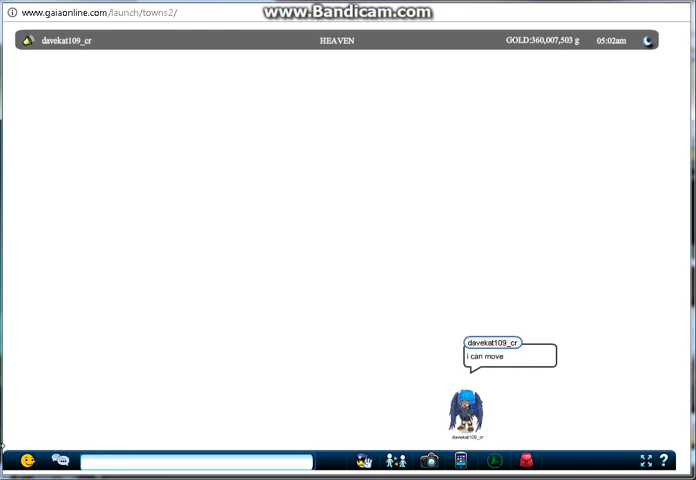 www.gaiaonline.com/launch/towns2/
www.Bandicam.com
davekat109_cr HEAVEN GOLD:360,007,503 g 05:02am
davekat109_cr
i can move
davekat109_cr
?